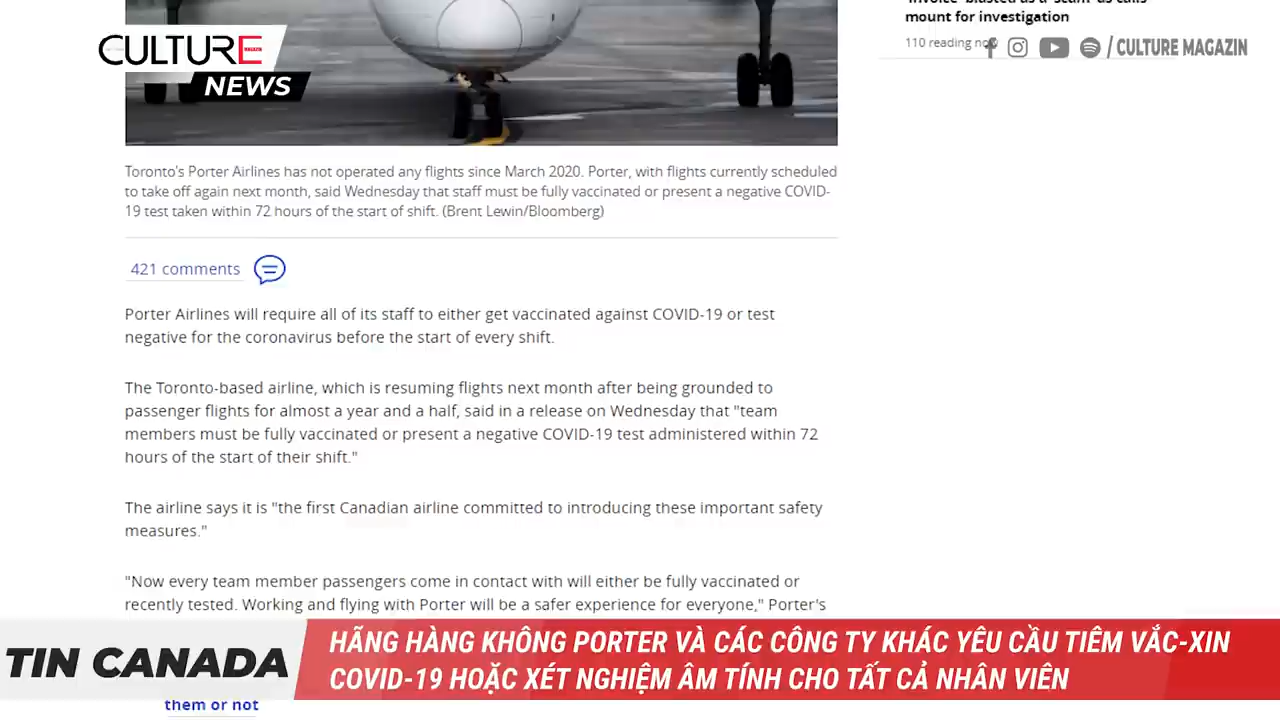 'Invoice' blasted as a 'scam' as calls
mount for investigation
110 reading now
/ CULTURE MAGAZIN
CULTURE
MAGAZIN
NEWS
Toronto's Porter Airlines has not operated any flights since March 2020. Porter, with flights currently scheduled
to take off again next month, said Wednesday that staff must be fully vaccinated or present a negative COVID-
19 test taken within 72 hours of the start of shift. (Brent Lewin/Bloomberg)
421 comments
Porter Airlines will require all of its staff to either get vaccinated against COVID-19 or test
negative for the coronavirus before the start of every shift.
The Toronto-based airline, which is resuming flights next month after being grounded to
passenger flights for almost a year and a half, said in a release on Wednesday that "team
members must be fully vaccinated or present a negative COVID-19 test administered within 72
hours of the start of their shift."
The airline says it is "the first Canadian airline committed to introducing these important safety
measures."
"Now every team member passengers come in contact with will either be fully vaccinated or
recently tested. Working and flying with Porter will be a safer experience for everyone," Porter's
TIN CANADA
HÃNG HÀNG KHÔNG PORTER VÀ CÁC CÔNG TY KHÁC YÊU CẦU TIÊM VẮC-XIN
COVID-19 HOẶC XÉT NGHIỆM ÂM TÍNH CHO TẤT CẢ NHÂN VIÊN
them or not